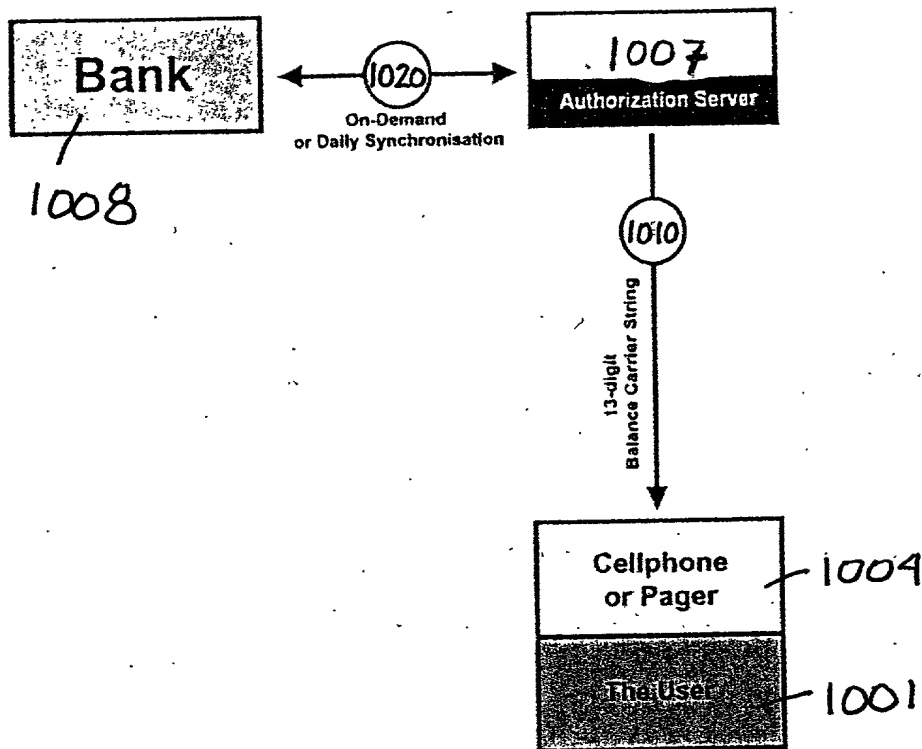 Bank
1020
1007
Authorization Server
On-Demand
or Daily Synchronisation
1008
1010
13-digit
Balance Carrier String
Cellphone
or Pager
1004
The User
1001